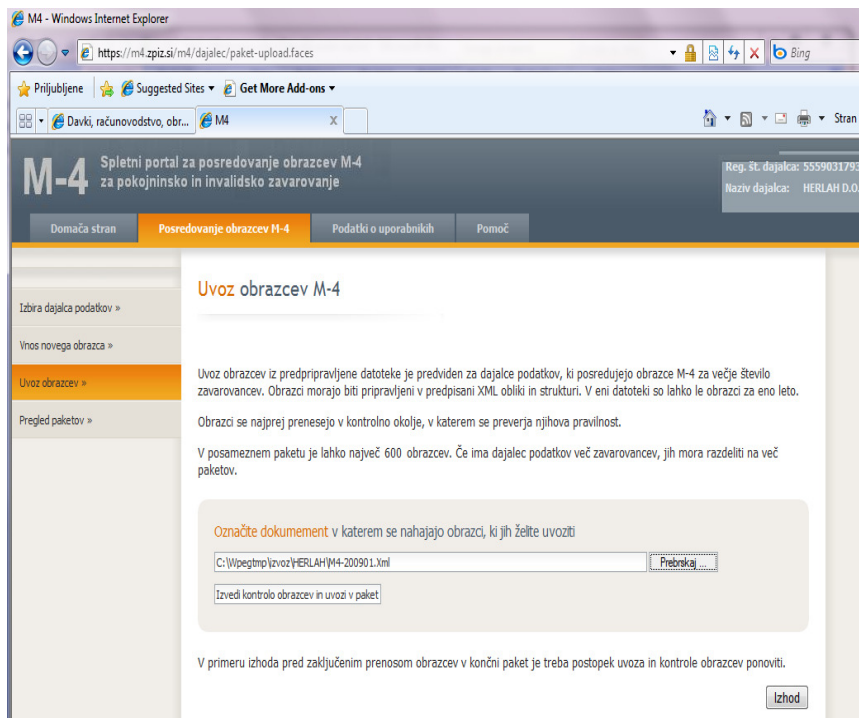 M4 - Windows Internet Explorer
https://m4.zpiz.si/m4/dajalec/paket-upload.faces
Bing
Priljubljene Suggested Sites Get More Add-ons
Davki, računovodstvo, obr... M4 X Stran
M-4 Spletni portal za posredovanje obrazcev M-4
za pokojninsko in invalidsko zavarovanje
Reg. št. dajalca: 5559031793
Naziv dajalca: HERLAH D.O.
Domača stran Posredovanje obrazcev M-4 Podatki o uporabnikih Pomoč
Uvoz obrazcev M-4
Izbira dajalca podatkov »
Vnos novega obrazca »
Uvoz obrazcev »
Pregled paketov »
Uvoz obrazcev iz predpripravljene datoteke je predviden za dajalce podatkov, ki posredujejo obrazce M-4 za večje število
zavarovancev. Obrazci morajo biti pripravljeni v predpisani XML obliki in strukturi. V eni datoteki so lahko le obrazci za eno leto.
Obrazci se najprej prenesejo v kontrolno okolje, v katerem se preverja njihova pravilnost.
V posameznem paketu je lahko največ 600 obrazcev. Če ima dajalec podatkov več zavarovancev, jih mora razdeliti na več
paketov.
Označite dokumement v katerem se nahajajo obrazci, ki jih želite uvoziti
C:\Wpegtmp\izvoz\HERLAH\M4-200901.Xml Prebrskaj ...
Izvedi kontrolo obrazcev in uvozi v paket
V primeru izhoda pred zaključenim prenosom obrazcev v končni paket je treba postopek uvoza in kontrole obrazcev ponoviti.
Izhod